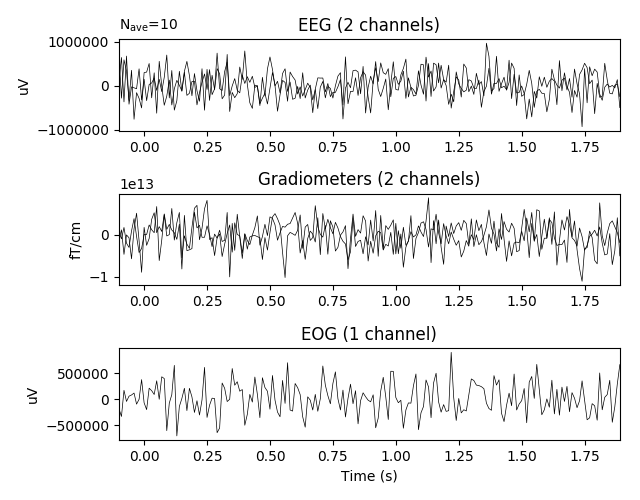 N_ave=10
EEG (2 channels)
1000000
0
−1000000
uV
0.00 0.25 0.50 0.75 1.00 1.25 1.50 1.75
1e13
Gradiometers (2 channels)
0
−1
fT/cm
0.00 0.25 0.50 0.75 1.00 1.25 1.50 1.75
EOG (1 channel)
500000
0
−500000
uV
0.00 0.25 0.50 0.75 1.00 1.25 1.50 1.75
Time (s)